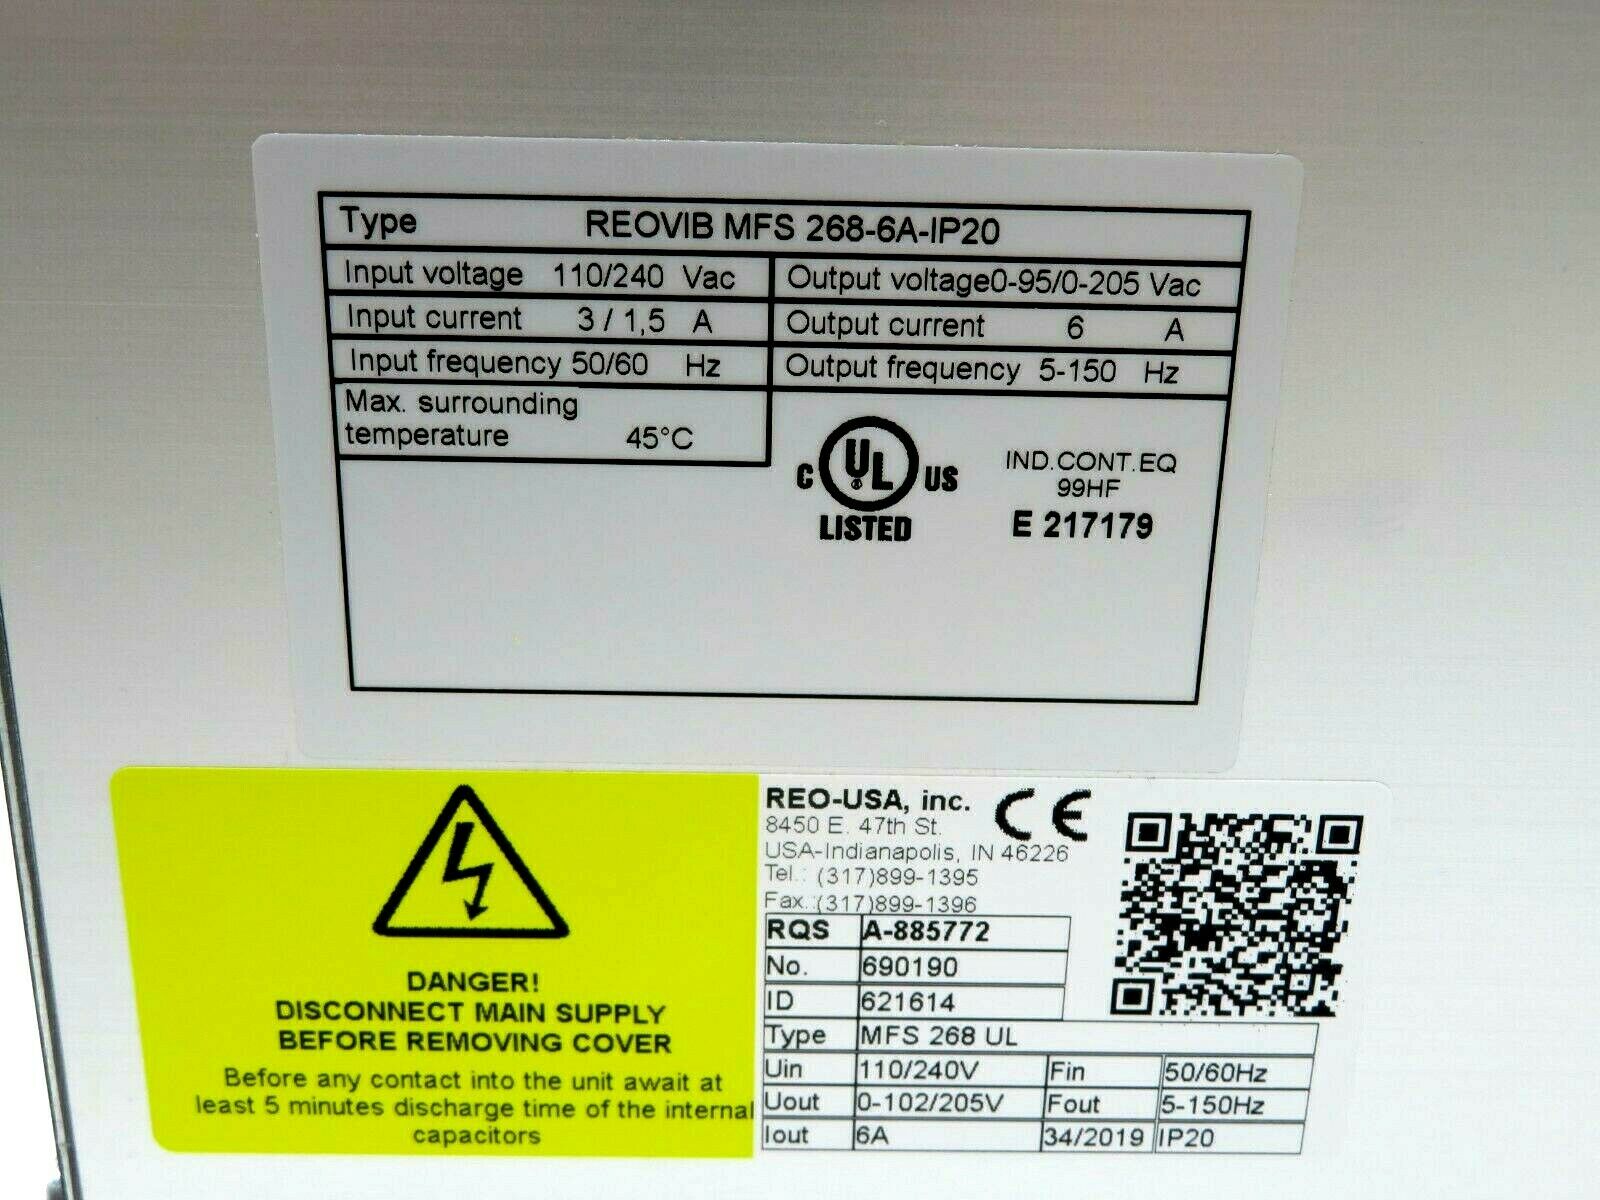 Type REOVIB MFS 268-6A-IP20
Input voltage 110/240 Vac Output voltage0-95/0-205 Vac
Input current 3 / 1,5 A Output current 6 A
Input frequency 50/60 Hz Output frequency 5-150 Hz
Max. surrounding
temperature 45°C
C UL US
LISTED
IND.CONT.EQ
99HF
E 217179
DANGER!
DISCONNECT MAIN SUPPLY
BEFORE REMOVING COVER
Before any contact into the unit await at
least 5 minutes discharge time of the internal
capacitors
REO-USA, inc. CE
8450 E. 47th St.
USA-Indianapolis, IN 46226
Tel.: (317)899-1395
Fax.:(317)899-1396
RQS A-885772
No. 690190
ID 621614
Type MFS 268 UL
Uin 110/240V Fin 50/60Hz
Uout 0-102/205V Fout 5-150Hz
Iout 6A 34/2019 IP20